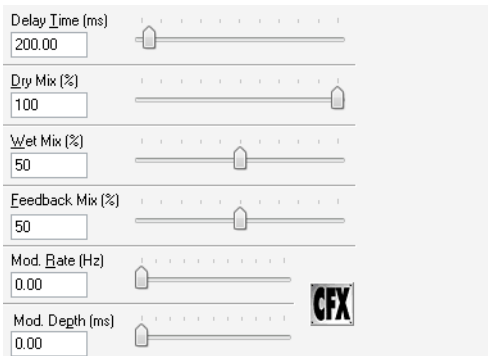 Delay Time (ms)
200.00
Dry Mix (%)
100
Wet Mix (%)
50
Feedback Mix (%)
50
Mod. Rate (Hz)
0.00
CFX
Mod. Depth (ms)
0.00